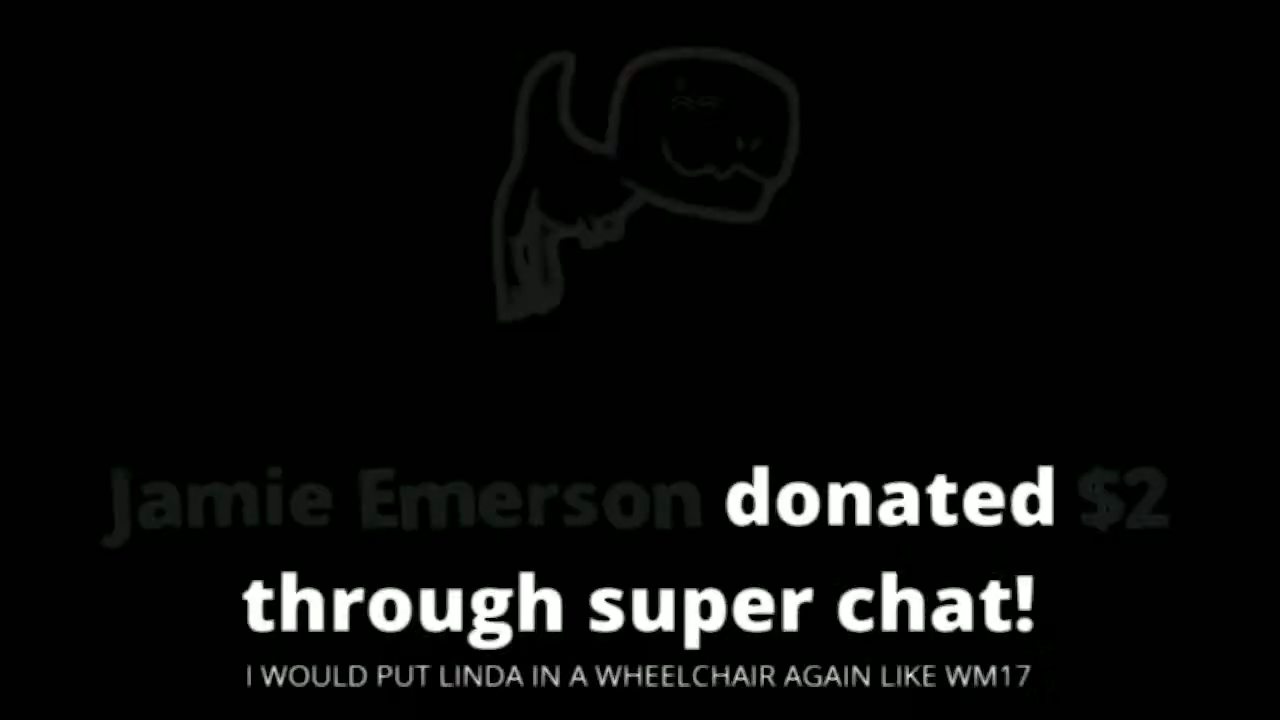 Jamie Emerson donated $2
through super chat!
I WOULD PUT LINDA IN A WHEELCHAIR AGAIN LIKE WM17